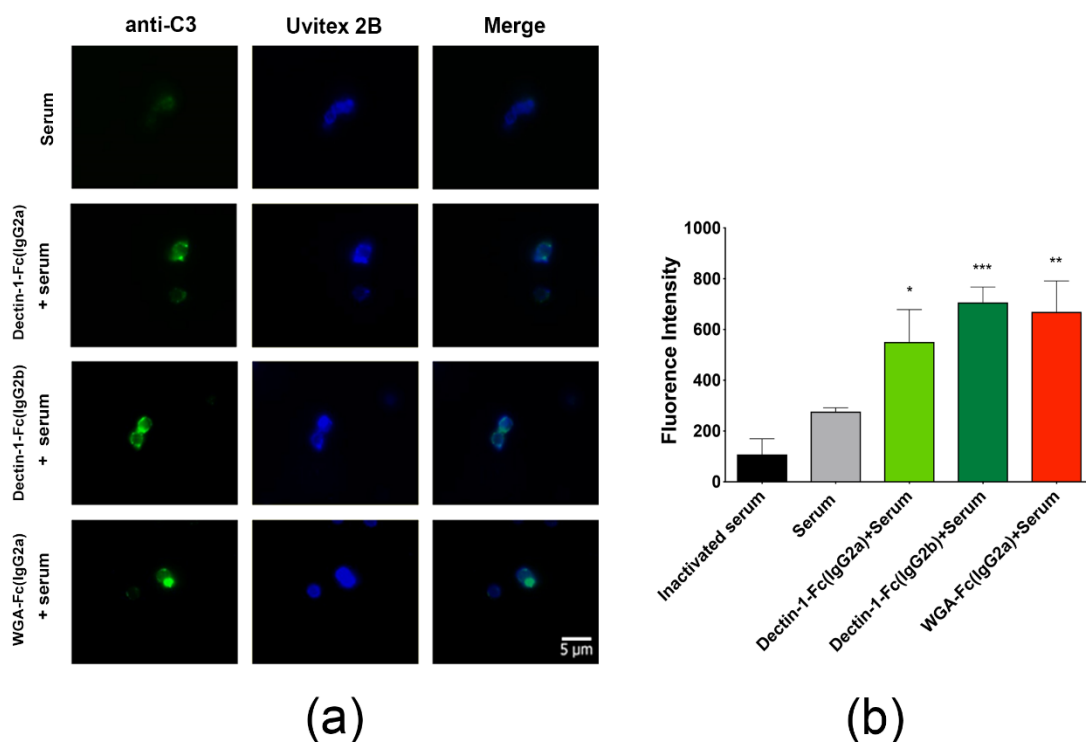 anti-C3 Uvitex 2B Merge
Serum
Dectin-1-Fc(IgG2a)
+ serum
Dectin-1-Fc(IgG2b)
+ serum
WGA-Fc(IgG2a)
+ serum
5 µm
(a)
Fluorence Intensity
1000
800
600
400
200
0
*
***
**
Inactivated serum
Serum
Dectin-1-Fc(IgG2a)+Serum
Dectin-1-Fc(IgG2b)+Serum
WGA-Fc(IgG2a)+Serum
(b)